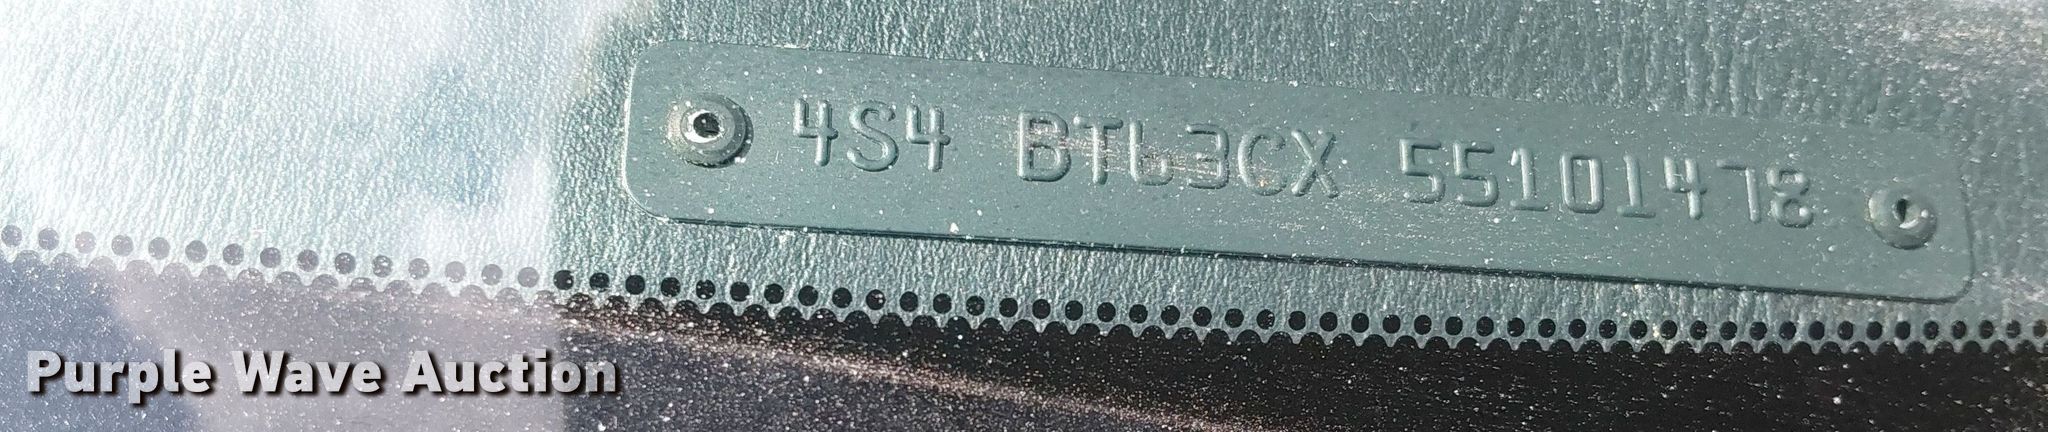 4S4 BT63CX 55101478
Purple Wave Auction